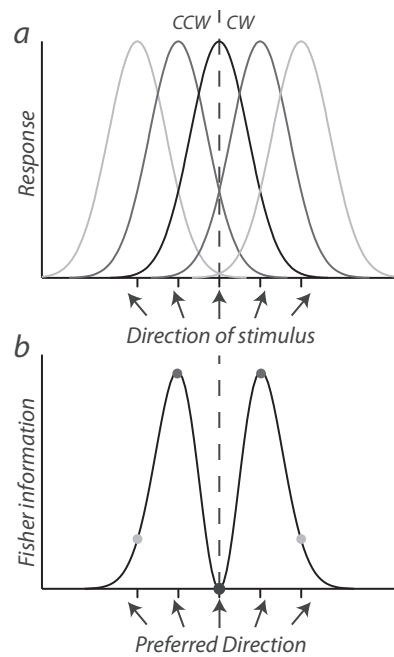 a
CCW CW
Response
Direction of stimulus
b
Fisher information
Preferred Direction